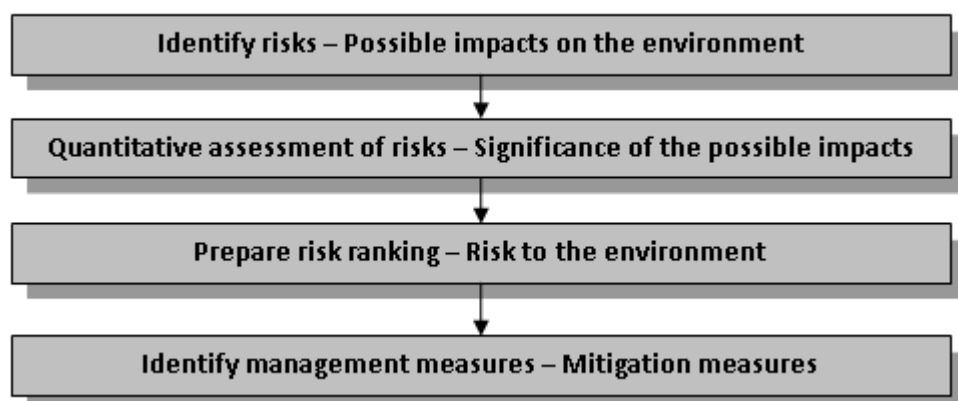 Identify risks – Possible impacts on the environment
Quantitative assessment of risks – Significance of the possible impacts
Prepare risk ranking – Risk to the environment
Identify management measures – Mitigation measures